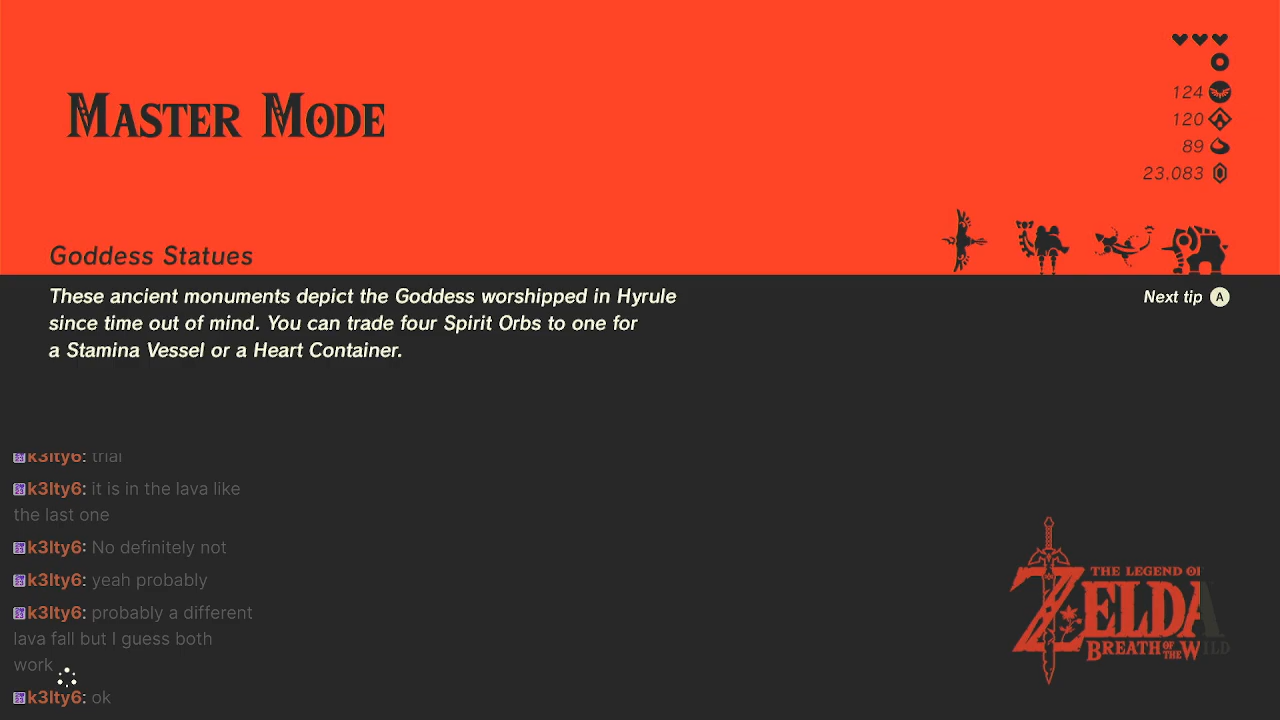 MASTER MODE
124
120
89
23,083
Goddess Statues
These ancient monuments depict the Goddess worshipped in Hyrule
since time out of mind. You can trade four Spirit Orbs to one for
a Stamina Vessel or a Heart Container.
Next tip A
k3lty6: trial
k3lty6: it is in the lava like
the last one
k3lty6: No definitely not
k3lty6: yeah probably
k3lty6: probably a different
lava fall but I guess both
work
k3lty6: ok
THE LEGEND OF
ZELDA
BREATH OF THE WILD